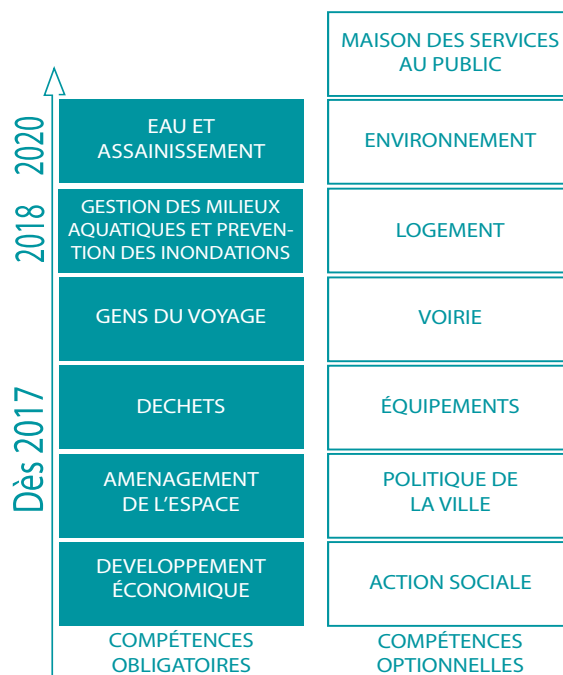 MAISON DES SERVICES
AU PUBLIC
2020
EAU ET
ASSAINISSEMENT
ENVIRONNEMENT
2018
GESTION DES MILIEUX
AQUATIQUES ET PREVEN-
TION DES INONDATIONS
LOGEMENT
Dès 2017
GENS DU VOYAGE
VOIRIE
DECHETS
ÉQUIPEMENTS
AMENAGEMENT
DE L'ESPACE
POLITIQUE DE
LA VILLE
DEVELOPPEMENT
ÉCONOMIQUE
ACTION SOCIALE
COMPÉTENCES
OBLIGATOIRES
COMPÉTENCES
OPTIONNELLES